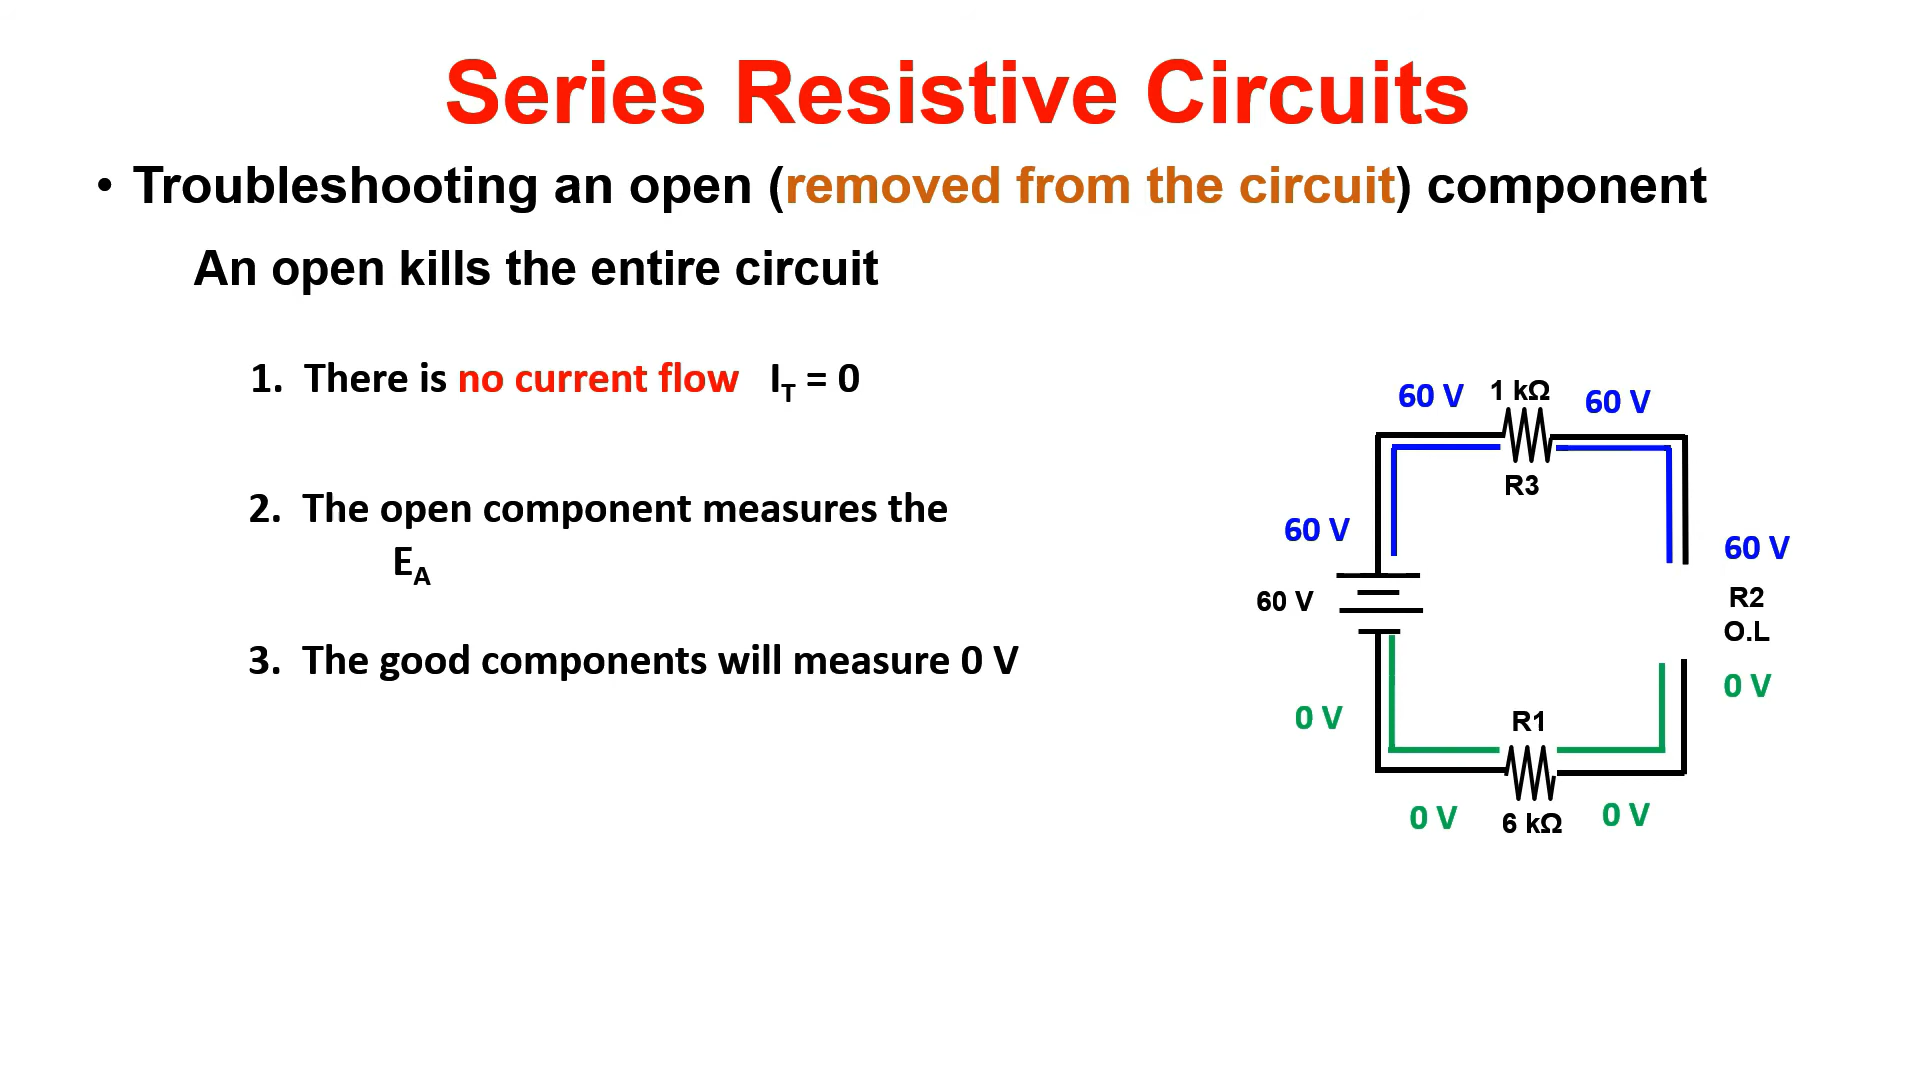 Series Resistive Circuits
• Troubleshooting an open (removed from the circuit) component
An open kills the entire circuit
1. There is no current flow I_T = 0
2. The open component measures the
E_A
3. The good components will measure 0 V
60 V 1 kΩ 60 V
R3
60 V
60 V
60 V
R2
O.L
0 V
0 V
R1
0 V 6 kΩ 0 V